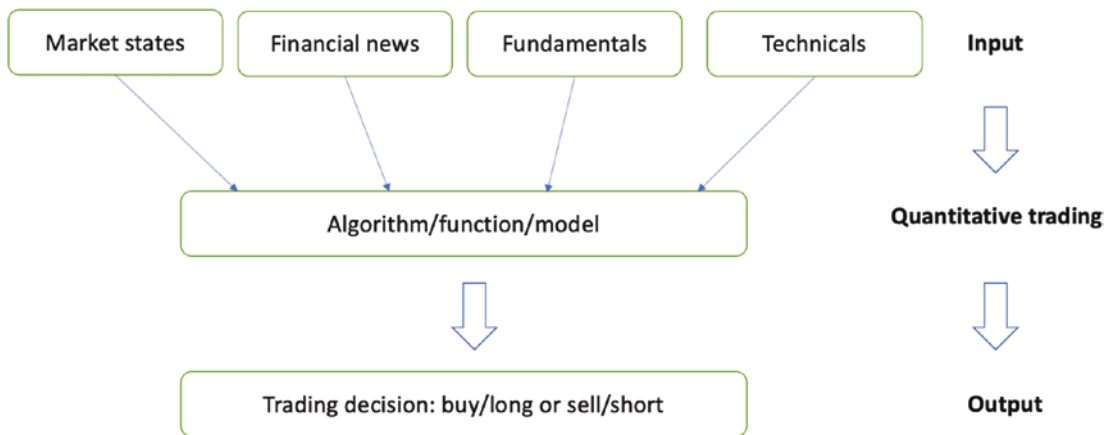 Market states
Financial news
Fundamentals
Technicals
Input
Algorithm/function/model
Quantitative trading
Trading decision: buy/long or sell/short
Output